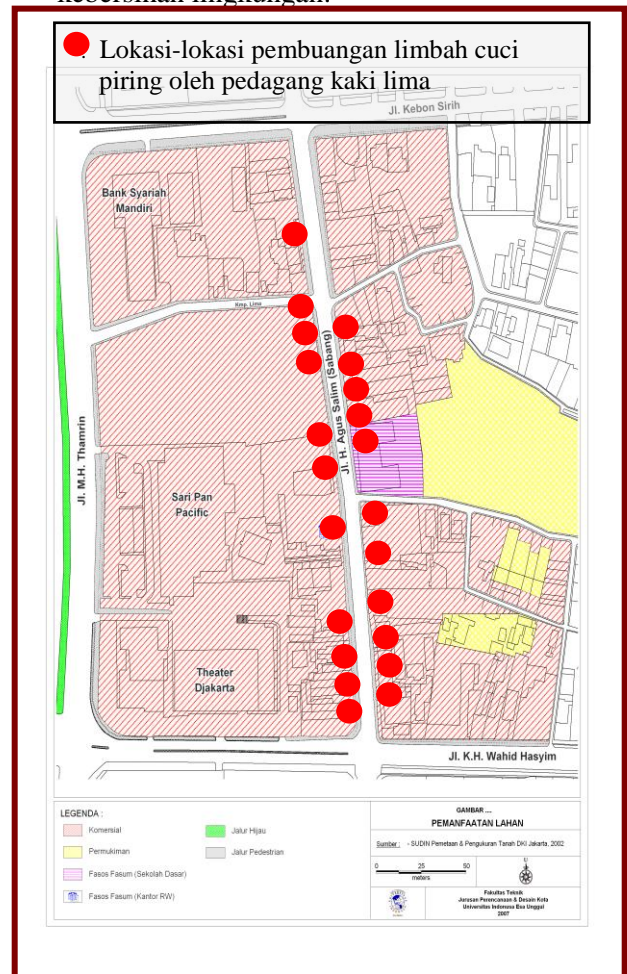 kebersihan lingkungan.
: Lokasi-lokasi pembuangan limbah cuci
piring oleh pedagang kaki lima
Jl. Kebon Sirih
Bank Syariah
Mandiri
Kmp. Lima
Jl. H. Agus Salim (Sabang)
Jl. M.H. Thamrin
Sari Pan
Pacific
Theater
Djakarta
Jl. K.H. Wahid Hasyim
LEGENDA :
Komersial
Permukiman
Fasos Fasum (Sekolah Dasar)
Fasos Fasum (Kantor RW)
Jalur Hijau
Jalur Pedestrian
GAMBAR ....
PEMANFAATAN LAHAN
Sumber : - SUDIN Pemetaan & Pengukuran Tanah DKI Jakarta, 2002
0 25 50
meters
U
Fakultas Teknik
Jurusan Perencanaan & Desain Kota
Universitas Indonusa Esa Unggul
2007